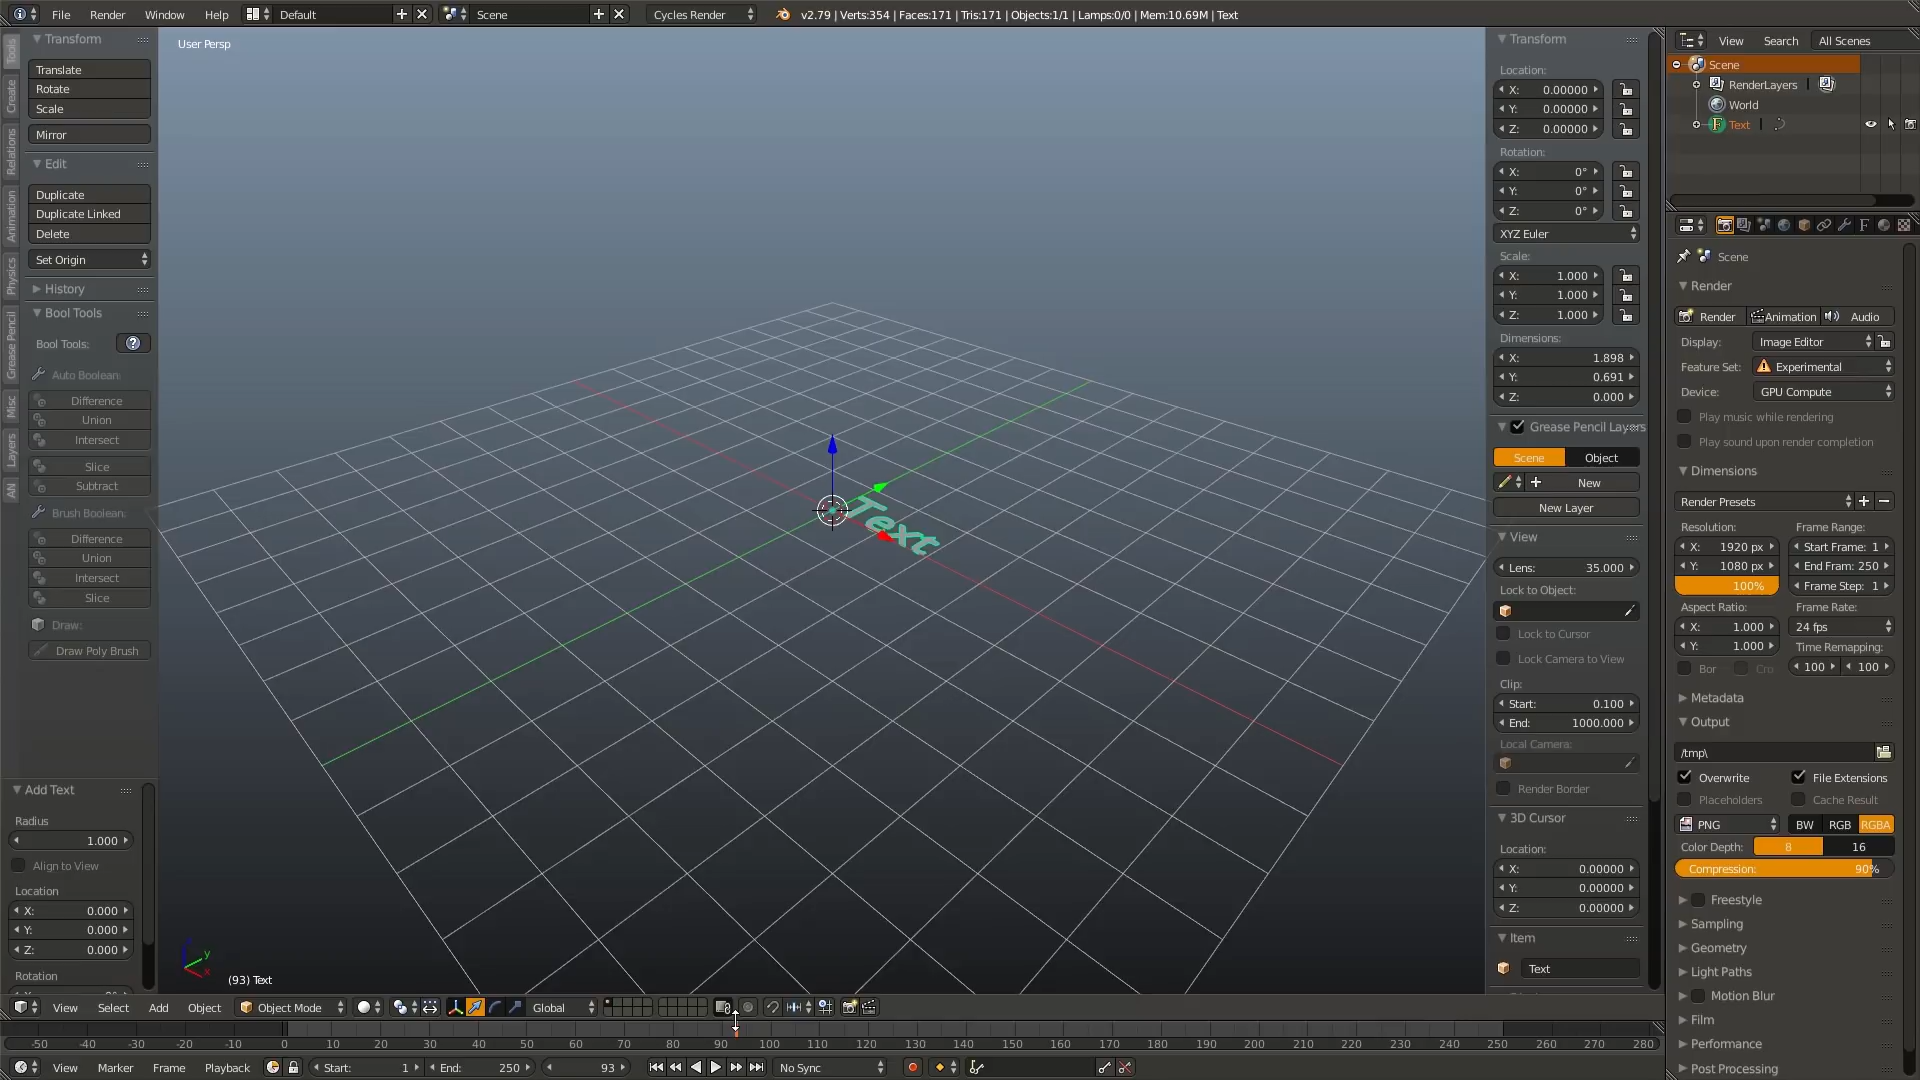 File Render Window Help Default Scene Cycles Render v2.79 | Verts:354 | Faces:171 | Tris:171 | Objects:1/1 | Lamps:0/0 | Mem:10.69M | Text
Tools
Create
Relations
Animation
Physics
Grease Pencil
Misc
Layers
AN
Transform
Translate
Rotate
Scale
Mirror
Edit
Duplicate
Duplicate Linked
Delete
Set Origin
History
Bool Tools
Bool Tools:
Auto Boolean:
Difference
Union
Intersect
Slice
Subtract
Brush Boolean:
Difference
Union
Intersect
Slice
Draw:
Draw Poly Brush
Add Text
Radius
1.000
Align to View
Location
X: 0.000
Y: 0.000
Z: 0.000
Rotation
User Persp
Text
y
x
(93) Text
Transform
Location:
X: 0.00000
Y: 0.00000
Z: 0.00000
Rotation:
X: 0°
Y: 0°
Z: 0°
XYZ Euler
Scale:
X: 1.000
Y: 1.000
Z: 1.000
Dimensions:
X: 1.898
Y: 0.691
Z: 0.000
Grease Pencil Layers
Scene Object
New
New Layer
View
Lens: 35.000
Lock to Object:
Lock to Cursor
Lock Camera to View
Clip:
Start: 0.100
End: 1000.000
Local Camera:
Render Border
3D Cursor
Location:
X: 0.00000
Y: 0.00000
Z: 0.00000
Item
Text
View Search All Scenes
Scene
RenderLayers |
World
Text |
Scene
Render
Render Animation Audio
Display: Image Editor
Feature Set: Experimental
Device: GPU Compute
Play music while rendering
Play sound upon render completion
Dimensions
Render Presets
Resolution: Frame Range:
X: 1920 px Start Frame: 1
Y: 1080 px End Fram: 250
100% Frame Step: 1
Aspect Ratio: Frame Rate:
X: 1.000 24 fps
Y: 1.000 Time Remapping:
Bor Cro 100 100
Metadata
Output
/tmp\
Overwrite File Extensions
Placeholders Cache Result
PNG BW RGB RGBA
Color Depth: 8 16
Compression: 90%
Freestyle
Sampling
Geometry
Light Paths
Motion Blur
Film
Performance
Post Processing
View Select Add Object Object Mode Global
-50 -40 -30 -20 -10 0 10 20 30 40 50 60 70 80 90 100 110 120 130 140 150 160 170 180 190 200 210 220 230 240 250 260 270 280
View Marker Frame Playback Start: 1 End: 250 93 No Sync